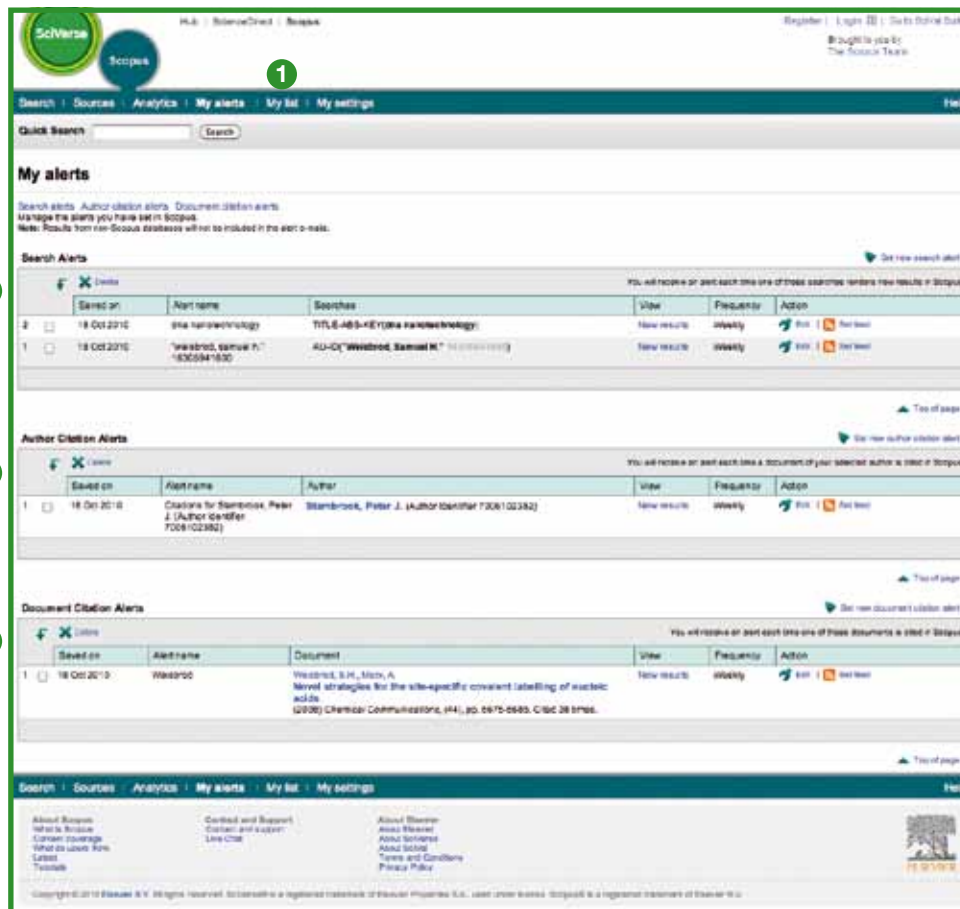 SciVerse
Scopus
Hub | ScienceDirect | Scopus
Register | Login | Go to SciVal Suite
Brought to you by
The Scopus Team
1
Search | Sources | Analytics | My alerts | My list | My settings
Quick Search Search
My alerts
Search alerts Author citation alerts Document citation alerts
Manage the alerts you have set in Scopus.
Note: Results from non-Scopus databases will not be included in the alert e-mails.
Search Alerts Set new search alert
Delete You will receive an alert each time one of these searches renders new results in Scopus
Saved on Alert name Searches View Frequency Action
2 18 Oct 2010 dna nanotechnology TITLE-ABS-KEY(dna nanotechnology) New results Weekly Edit |
1 18 Oct 2010 "Weisbrod, Samuel H." AU-ID("Weisbrod, Samuel H." New results Weekly Edit |
Top of page
Author Citation Alerts Set new author citation alert
Delete You will receive an alert each time a document of your selected author is cited in Scopus
Saved on Alert name Author View Frequency Action
1 18 Oct 2010 Citations for Stambrook, Peter Stambrook, Peter J. (Author Identifier 7006102382) New results Weekly Edit |
J. (Author Identifier
7006102382)
Top of page
Document Citation Alerts Set new document citation alert
Delete You will receive an alert each time one of these documents is cited in Scopus
Saved on Alert name Document View Frequency Action
1 18 Oct 2010 Weisbrod Weisbrod, S.H., Marx, A. New results Weekly Edit |
Novel strategies for the site-specific covalent labelling of nucleic
acids
(2008) Chemical Communications, (44), pp. 5675-5685. Cited 38 times.
Top of page
Search | Sources | Analytics | My alerts | My list | My settings
About Scopus Contact and Support About Elsevier
What is Scopus Contact and support About Elsevier
Content coverage Live Chat About SciVerse
What do users think About SciVal
Latest Terms and Conditions
Tutorials Privacy Policy
ELSEVIER
Copyright © 2010 Elsevier B.V. All rights reserved.